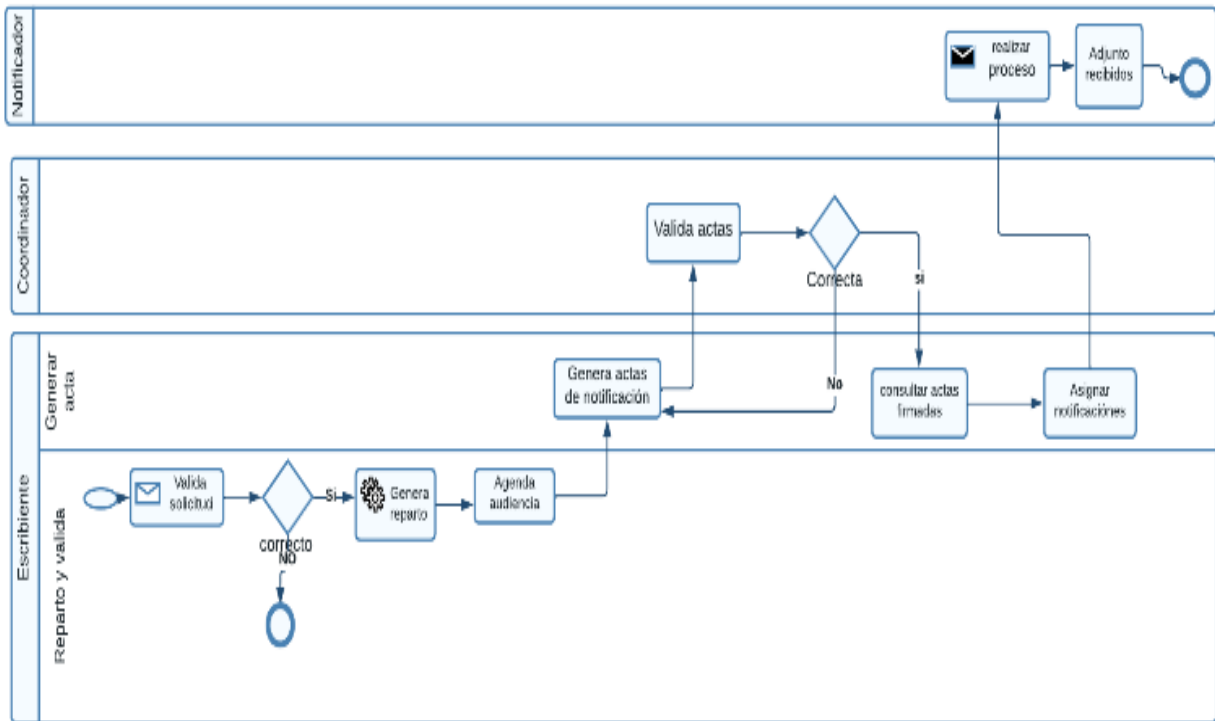 Notificador
realizar
proceso
Adjunto
recibidos
Coordinador
Valida actas
Correcta
si
Escribiente
Generar
acta
Genera actas
de notificación
No
consultar actas
firmadas
Asignar
notificaciónes
Reparto y valida
Valida
solicitud
correcto
NO
Si
Genera
reparto
Agenda
audiencia